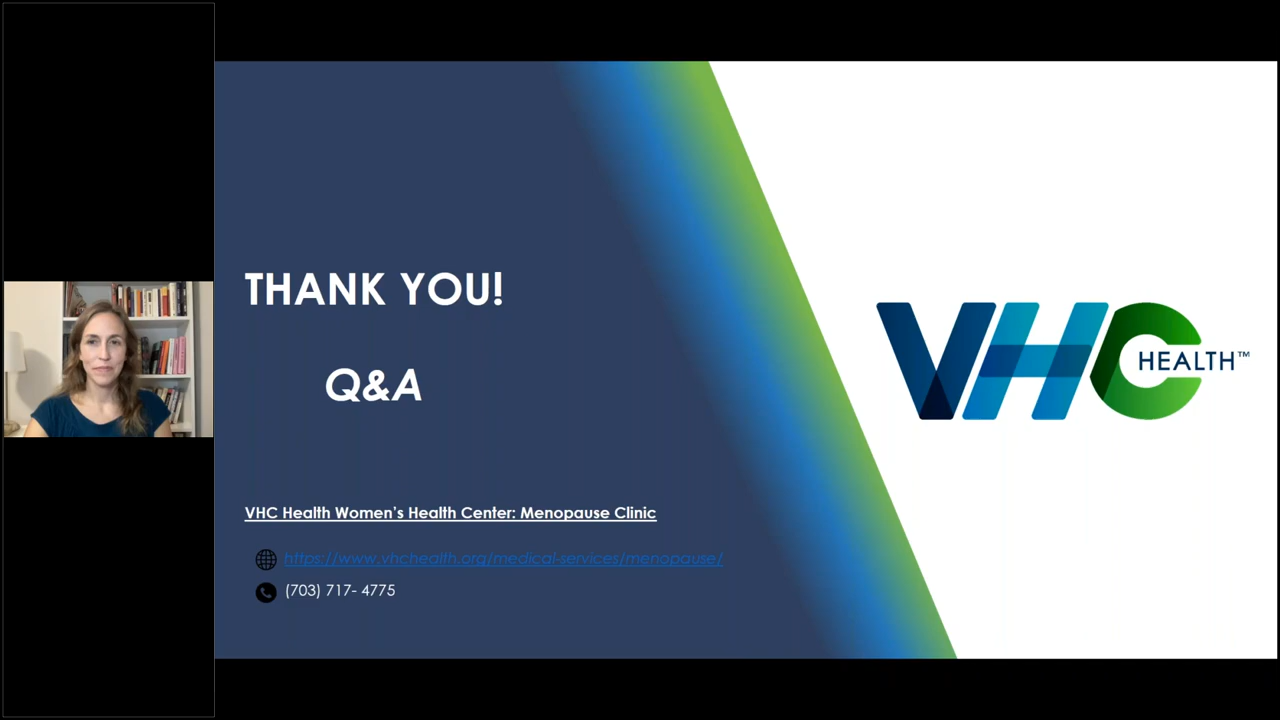 THANK YOU!
Q&A
VHC Health Women's Health Center: Menopause Clinic
https://www.vhchealth.org/medical-services/menopause/
(703) 717- 4775
VHC HEALTH™